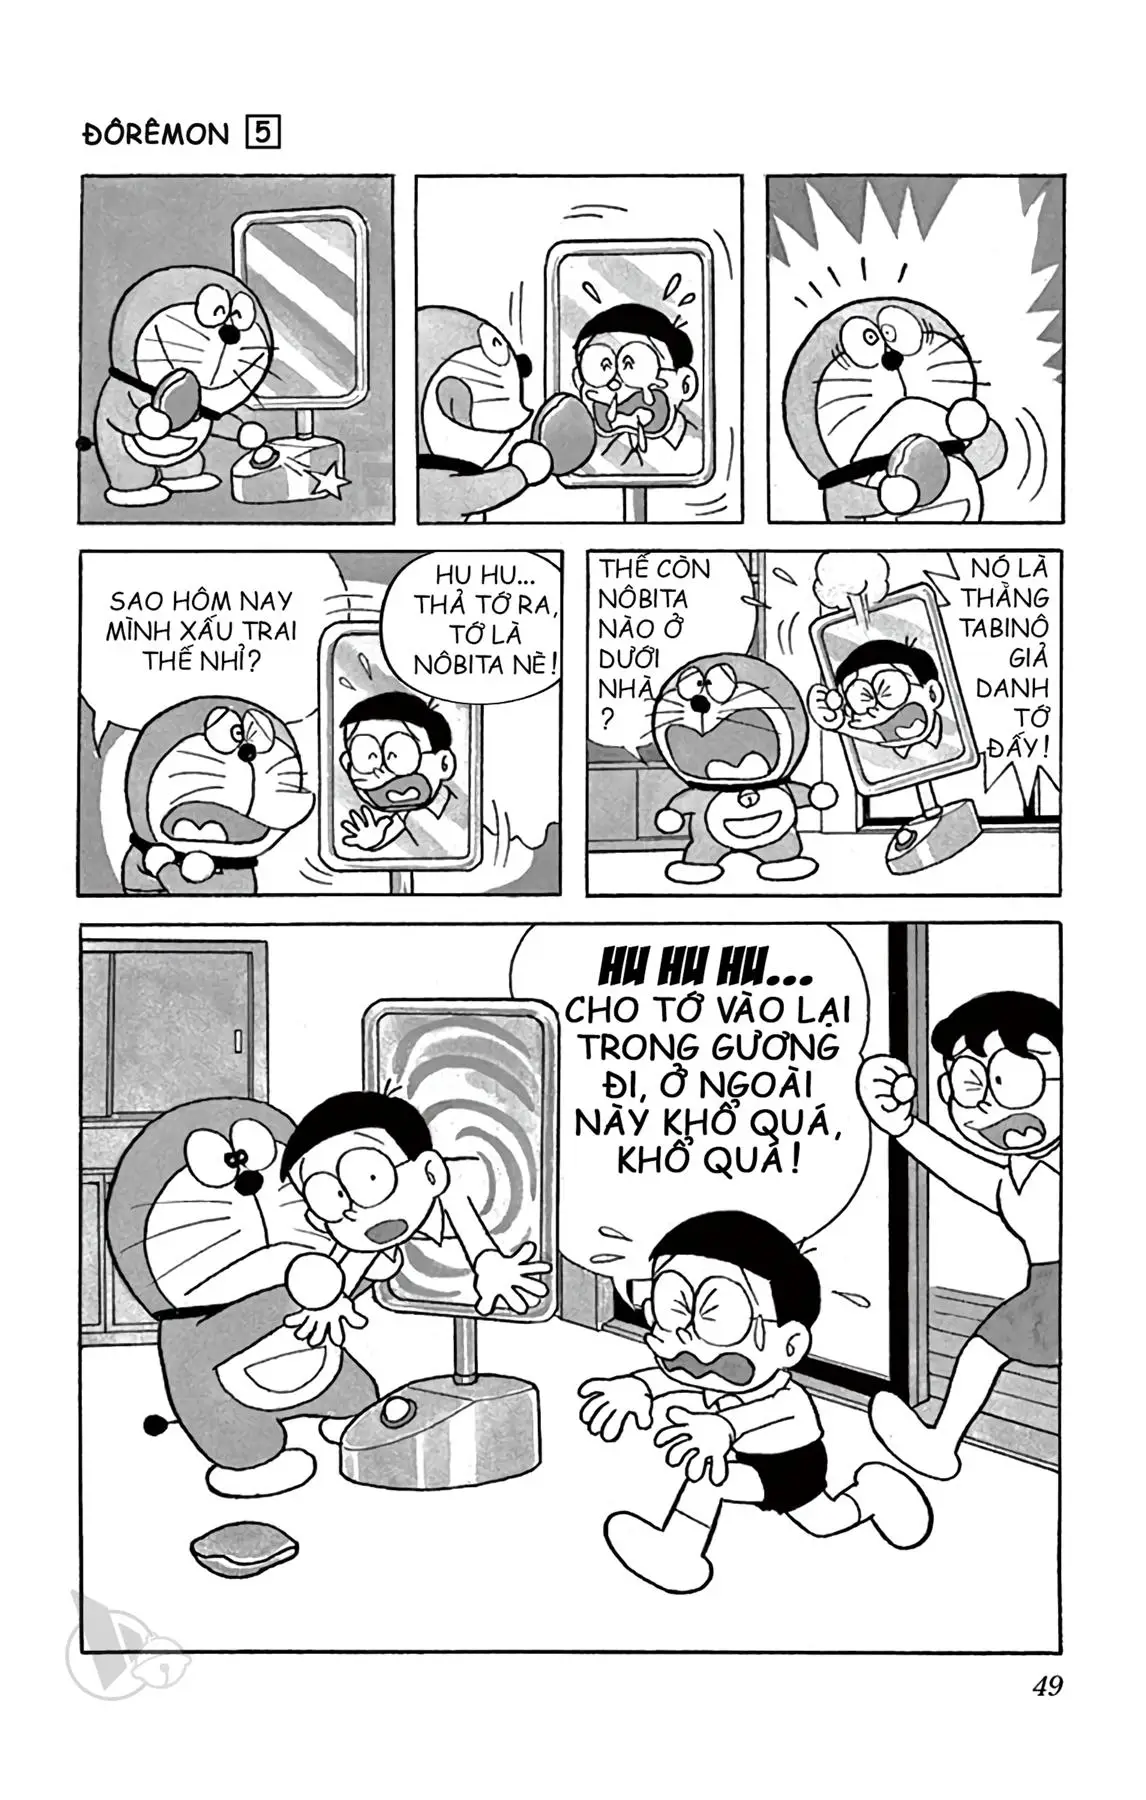 ĐÔRÊMON 5
SAO HÔM NAY
MÌNH XẤU TRAI
THẾ NHỈ?
HU HU...
THẢ TỚ RA,
TỚ LÀ
NÔBITA NÈ!
THẾ CÒN
NÔBITA
NÀO Ở
DƯỚI
NHÀ
?
NÓ LÀ
THẰNG
TABINÔ
GIẢ
DANH
TỚ
ĐẤY!
HU HU HU...
CHO TỚ VÀO LẠI
TRONG GƯƠNG
ĐI, Ở NGOÀI
NÀY KHỔ QUÁ,
KHỔ QUÁ!
49